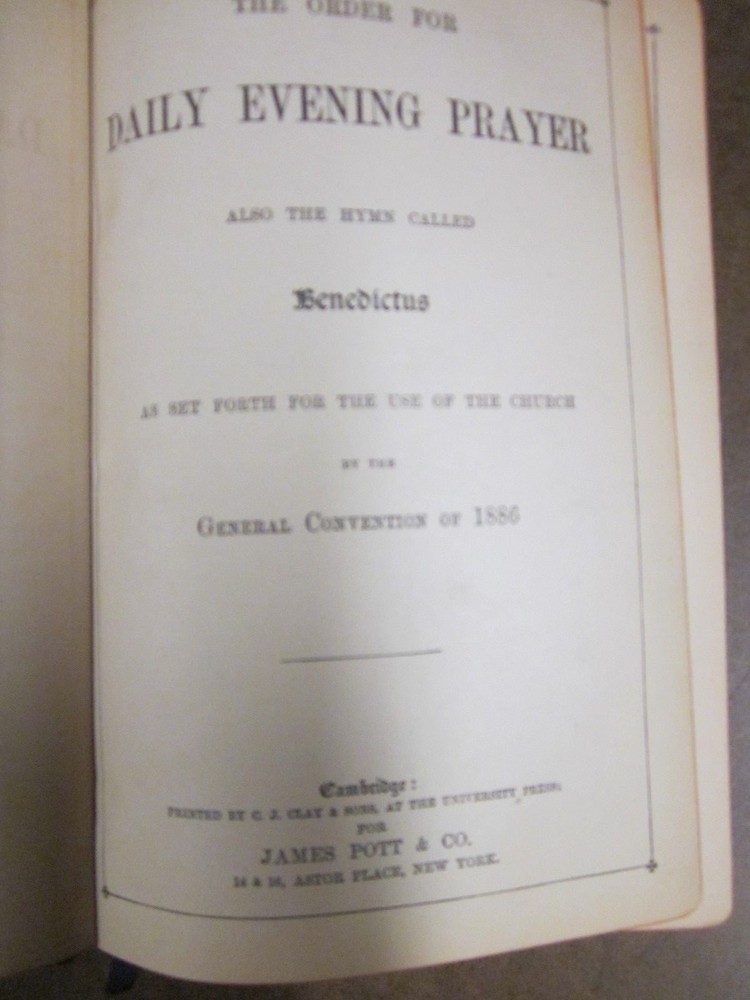 THE ORDER FOR
DAILY EVENING PRAYER
ALSO THE HYMN CALLED
Benedictus
AS SET FORTH FOR THE USE OF THE CHURCH
BY THE
GENERAL CONVENTION OF 1886
Cambridge:
PRINTED BY C. J. CLAY & SONS, AT THE UNIVERSITY PRESS;
FOR
JAMES POTT & CO.
14 & 16, ASTOR PLACE, NEW YORK.